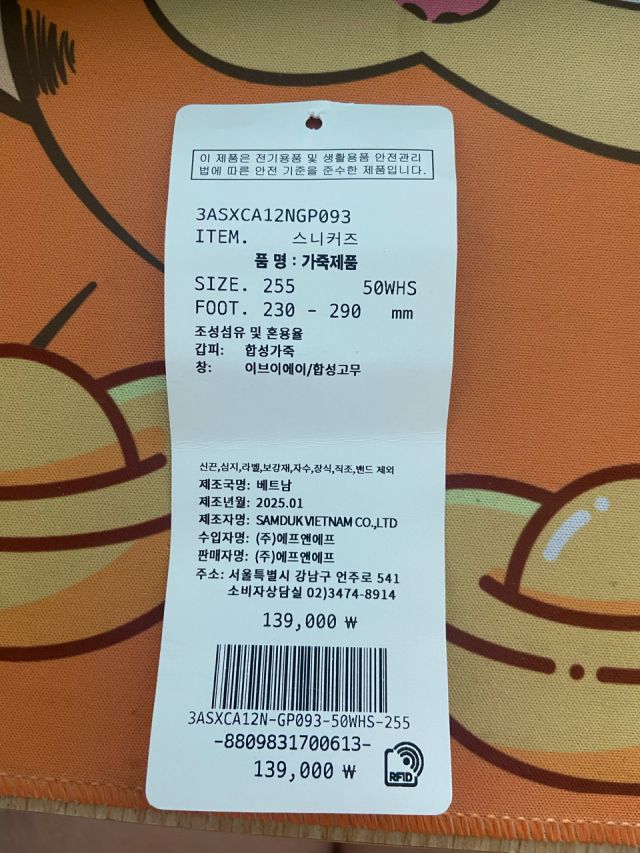 이 제품은 전기용품 및 생활용품 안전관리
법에 따른 안전 기준을 준수한 제품입니다.
3ASXCA12NGP093
ITEM. 스니커즈
품 명 : 가죽제품
SIZE. 255 50WHS
FOOT. 230 - 290 mm
조성섬유 및 혼용율
갑피: 합성가죽
창: 이브이에이/합성고무
신끈,심지,라벨,보강재,자수,장식,직조,밴드 제외
제조국명: 베트남
제조년월: 2025.01
제조자명: SAMDUK VIETNAM CO.,LTD
수입자명: (주)에프앤에프
판매자명: (주)에프앤에프
주소: 서울특별시 강남구 언주로 541
소비자상담실 02)3474-8914
139,000 ₩
3ASXCA12N-GP093-50WHS-255
-8809831700613-
139,000 ₩
RFID